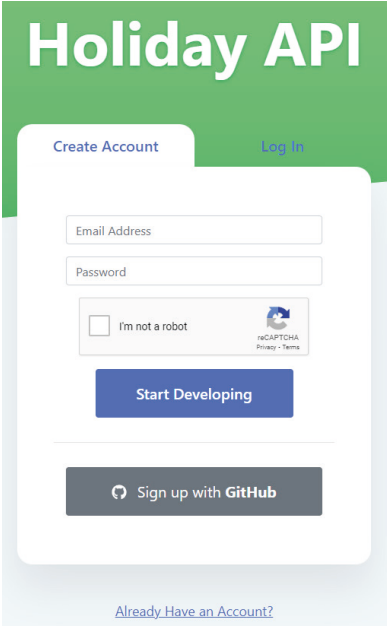 Holiday API
Create Account
Log In
Email Address
Password
I'm not a robot
reCAPTCHA
Privacy - Terms
Start Developing
Sign up with GitHub
Already Have an Account?